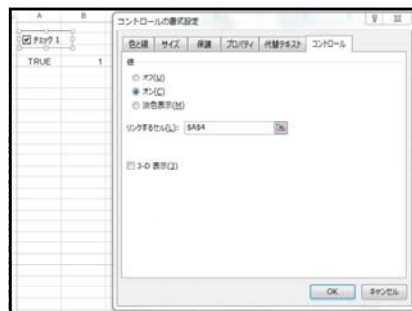 A B
コントロールの書式設定
チェック 1
TRUE 1
色と線 サイズ 保護 プロパティ 代替テキスト コントロール
値
オフ(U)
オン(C)
淡色表示(M)
リンクするセル(L): $A$4
3-D 表示(3)
OK キャンセル